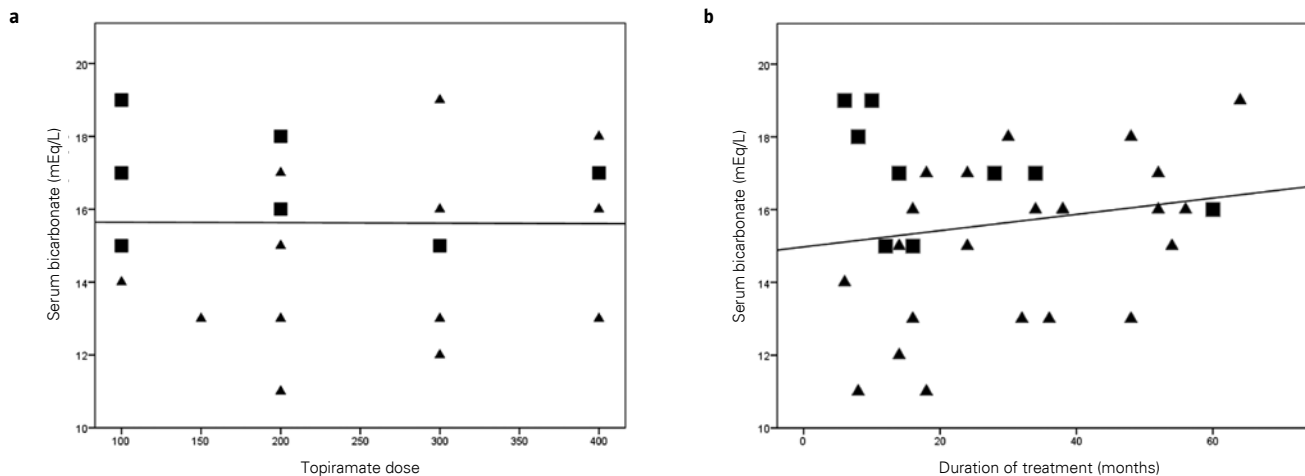 a
Serum bicarbonate (mEq/L)
20
18
16
14
12
10
100 150 200 250 300 350 400
Topiramate dose
b
Serum bicarbonate (mEq/L)
20
18
16
14
12
10
0 20 40 60
Duration of treatment (months)